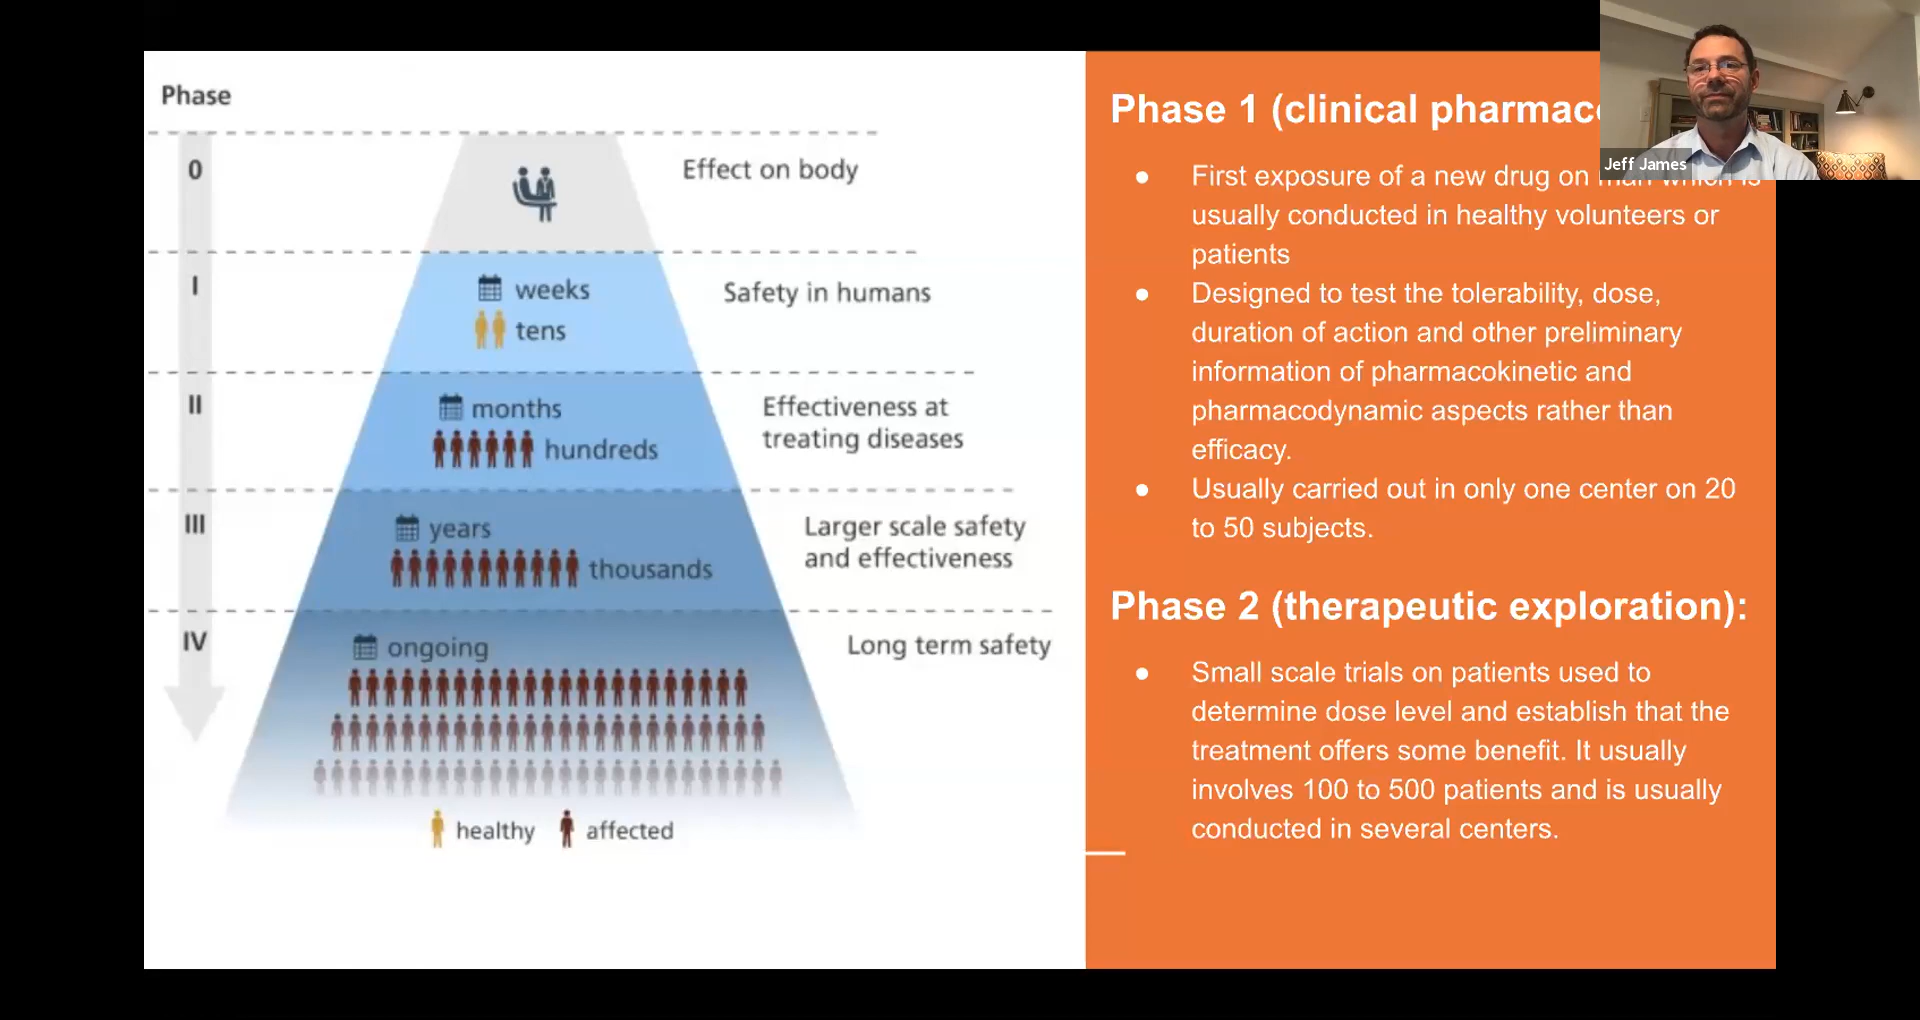 Phase
0
Effect on body
I
weeks
tens
Safety in humans
II
months
hundreds
Effectiveness at
treating diseases
III
years
thousands
Larger scale safety
and effectiveness
IV
ongoing
Long term safety
healthy
affected
Phase 1 (clinical
● First exposure of a new drug on man which is
usually conducted in healthy volunteers or
patients
● Designed to test the tolerability, dose,
duration of action and other preliminary
information of pharmacokinetic and
pharmacodynamic aspects rather than
efficacy.
● Usually carried out in only one center on 20
to 50 subjects.
Phase 2 (therapeutic exploration):
● Small scale trials on patients used to
determine dose level and establish that the
treatment offers some benefit. It usually
involves 100 to 500 patients and is usually
conducted in several centers.
Jeff James